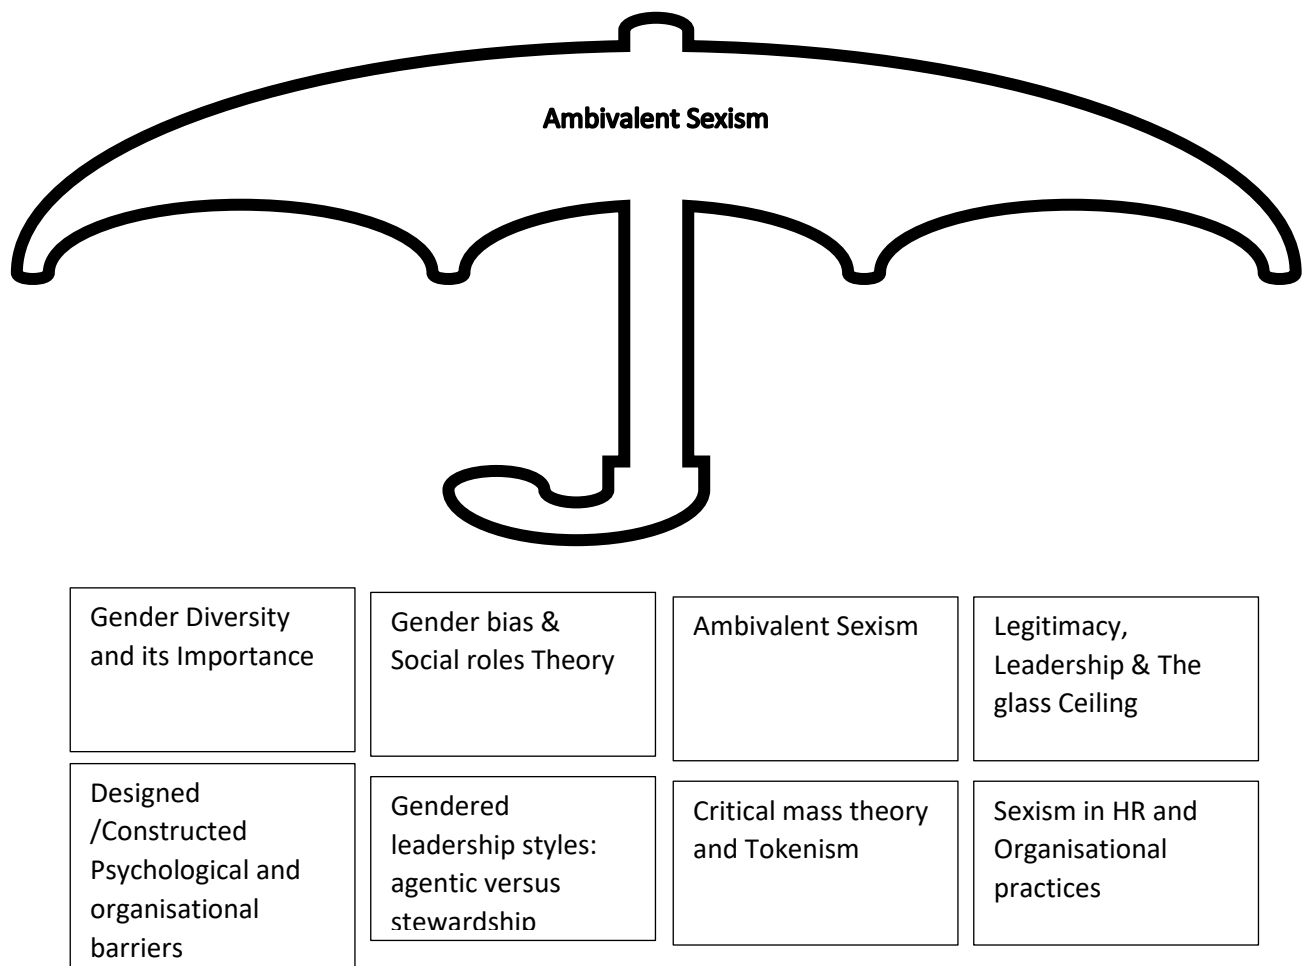 Ambivalent Sexism
Gender Diversity
and its Importance
Gender bias &
Social roles Theory
Ambivalent Sexism
Legitimacy,
Leadership & The
glass Ceiling
Designed
/Constructed
Psychological and
organisational
barriers
Gendered
leadership styles:
agentic versus
stewardship
Critical mass theory
and Tokenism
Sexism in HR and
Organisational
practices